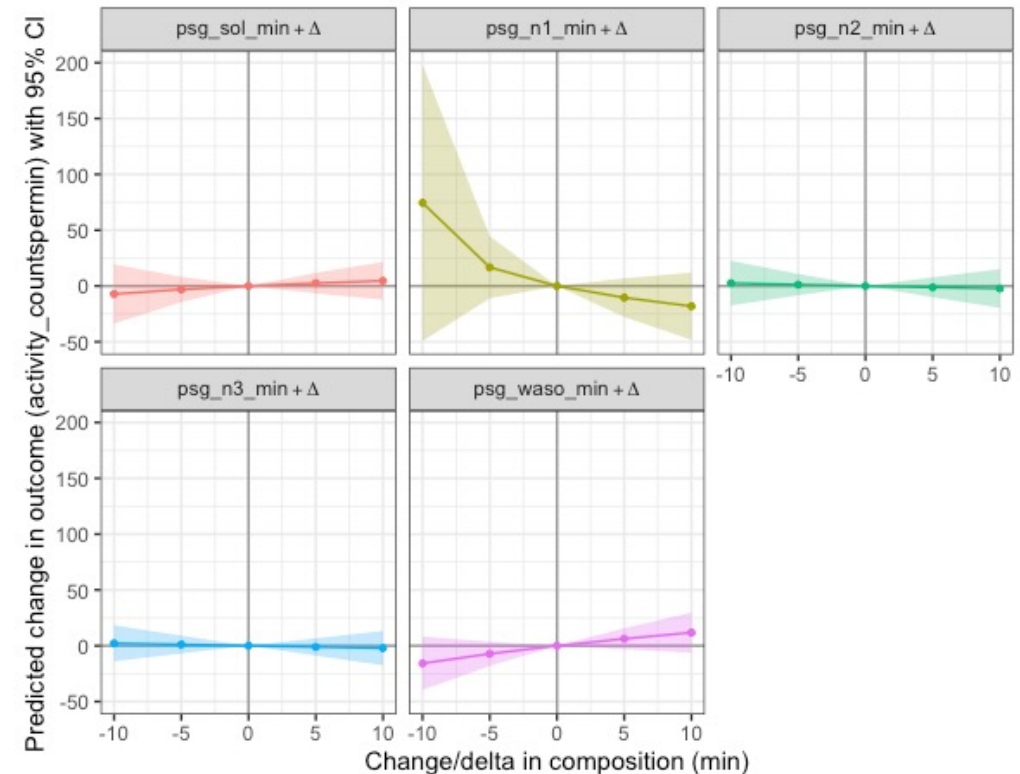 Predicted change in outcome (activity_countspermin) with 95% CI
psg_sol_min + Δ
psg_n1_min + Δ
psg_n2_min + Δ
200
150
100
50
0
-50
-10 -5 0 5 10
psg_n3_min + Δ
psg_waso_min + Δ
200
150
100
50
0
-50
-10 -5 0 5 10
-10 -5 0 5 10
Change/delta in composition (min)